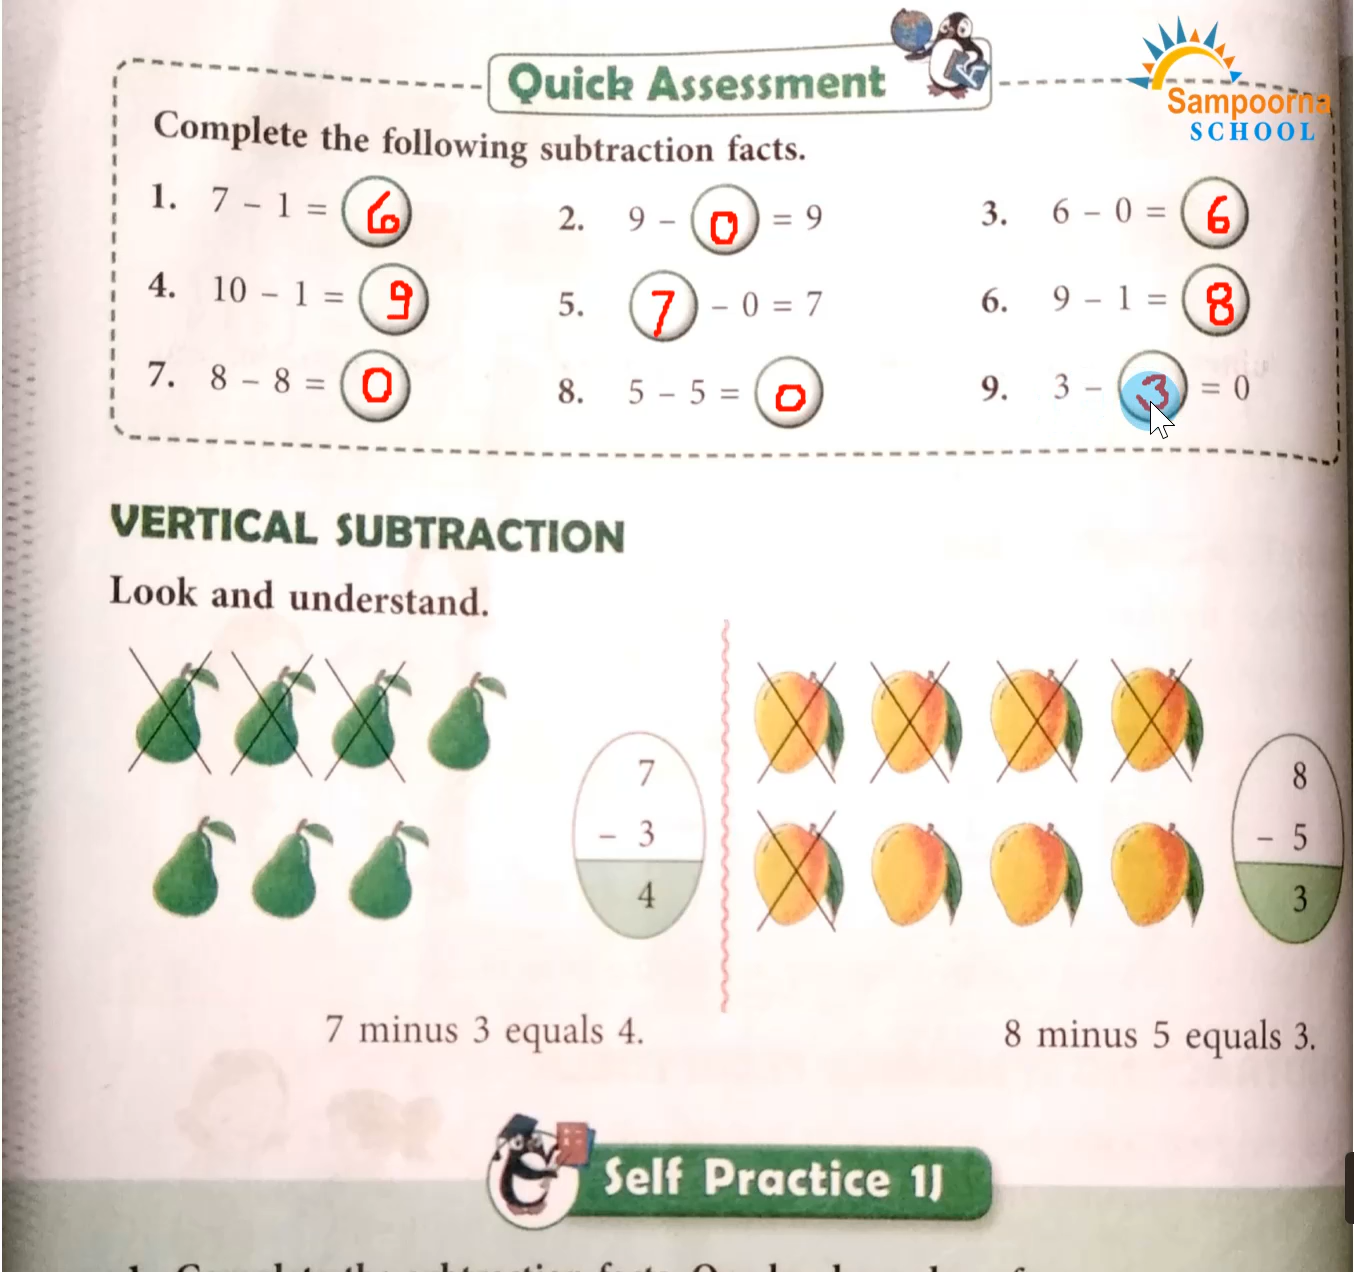 Quick Assessment
Sampoorna
SCHOOL
Complete the following subtraction facts.
1. 7 – 1 = 6
2. 9 – 0 = 9
3. 6 – 0 = 6
4. 10 – 1 = 9
5. 7 – 0 = 7
6. 9 – 1 = 8
7. 8 – 8 = 0
8. 5 – 5 = 0
9. 3 – 3 = 0
VERTICAL SUBTRACTION
Look and understand.
7
– 3
4
8
– 5
3
7 minus 3 equals 4.
8 minus 5 equals 3.
Self Practice 1J